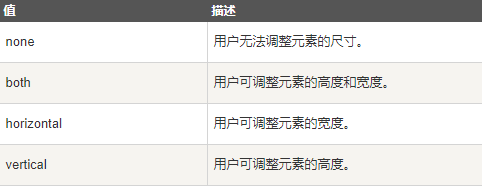 值 描述
none 用户无法调整元素的尺寸。
both 用户可调整元素的高度和宽度。
horizontal 用户可调整元素的宽度。
vertical 用户可调整元素的高度。